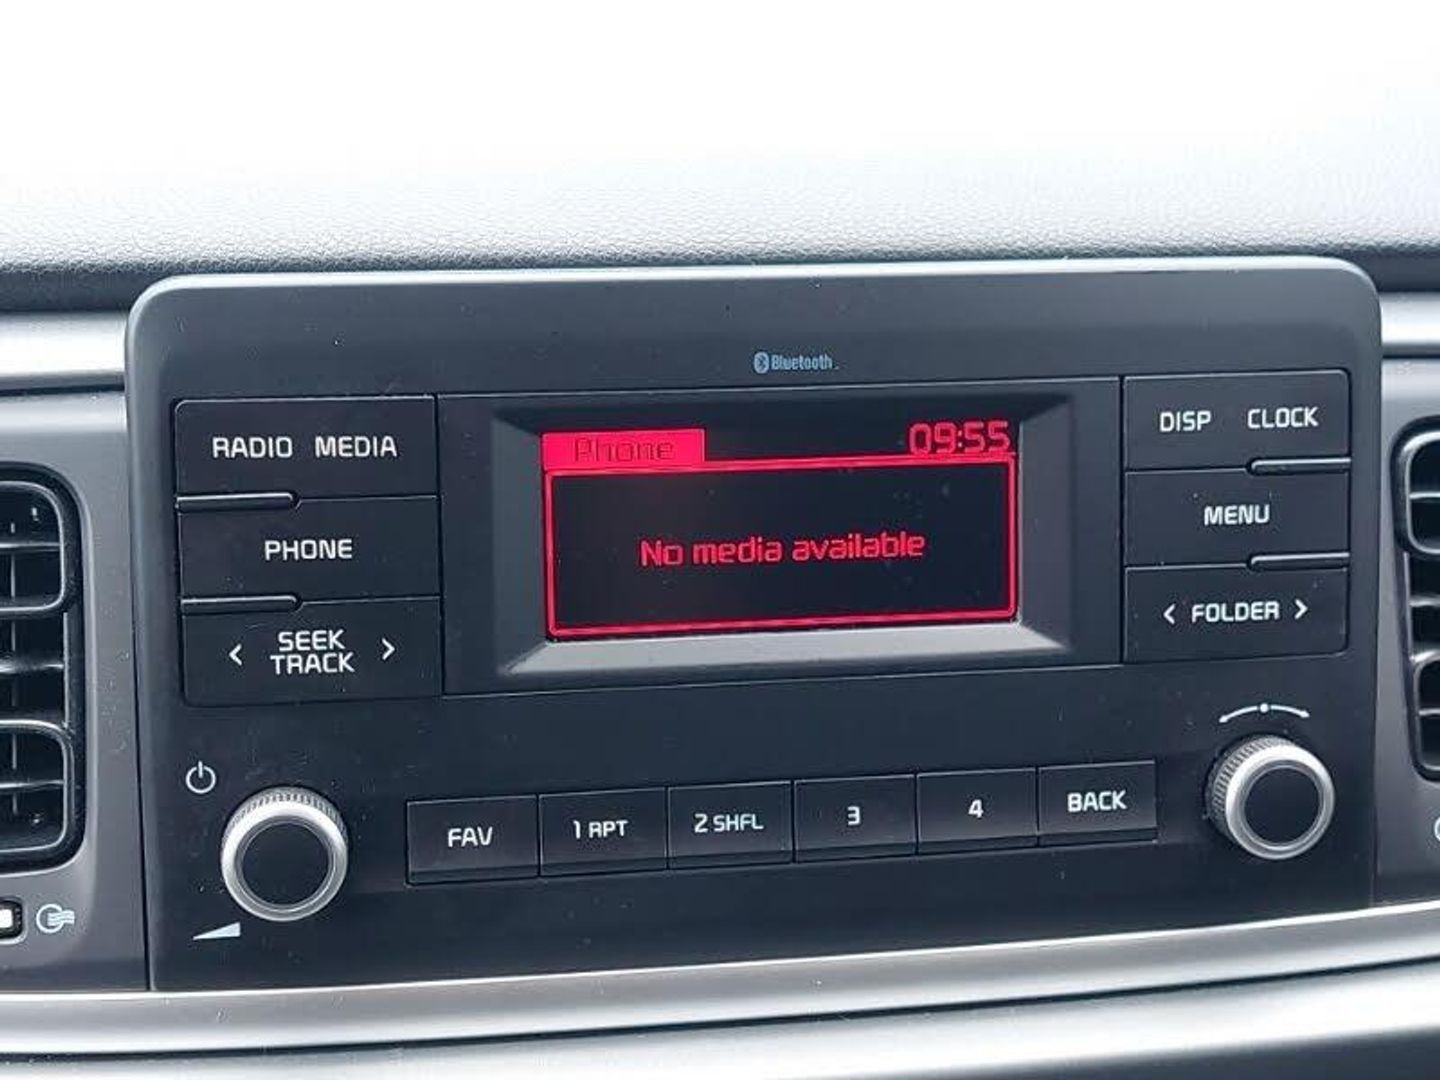 Bluetooth
RADIO MEDIA
Phone 09:55
DISP CLOCK
PHONE
No media available
MENU
< SEEK TRACK >
< FOLDER >
FAV
1 RPT
2 SHFL
3
4
BACK